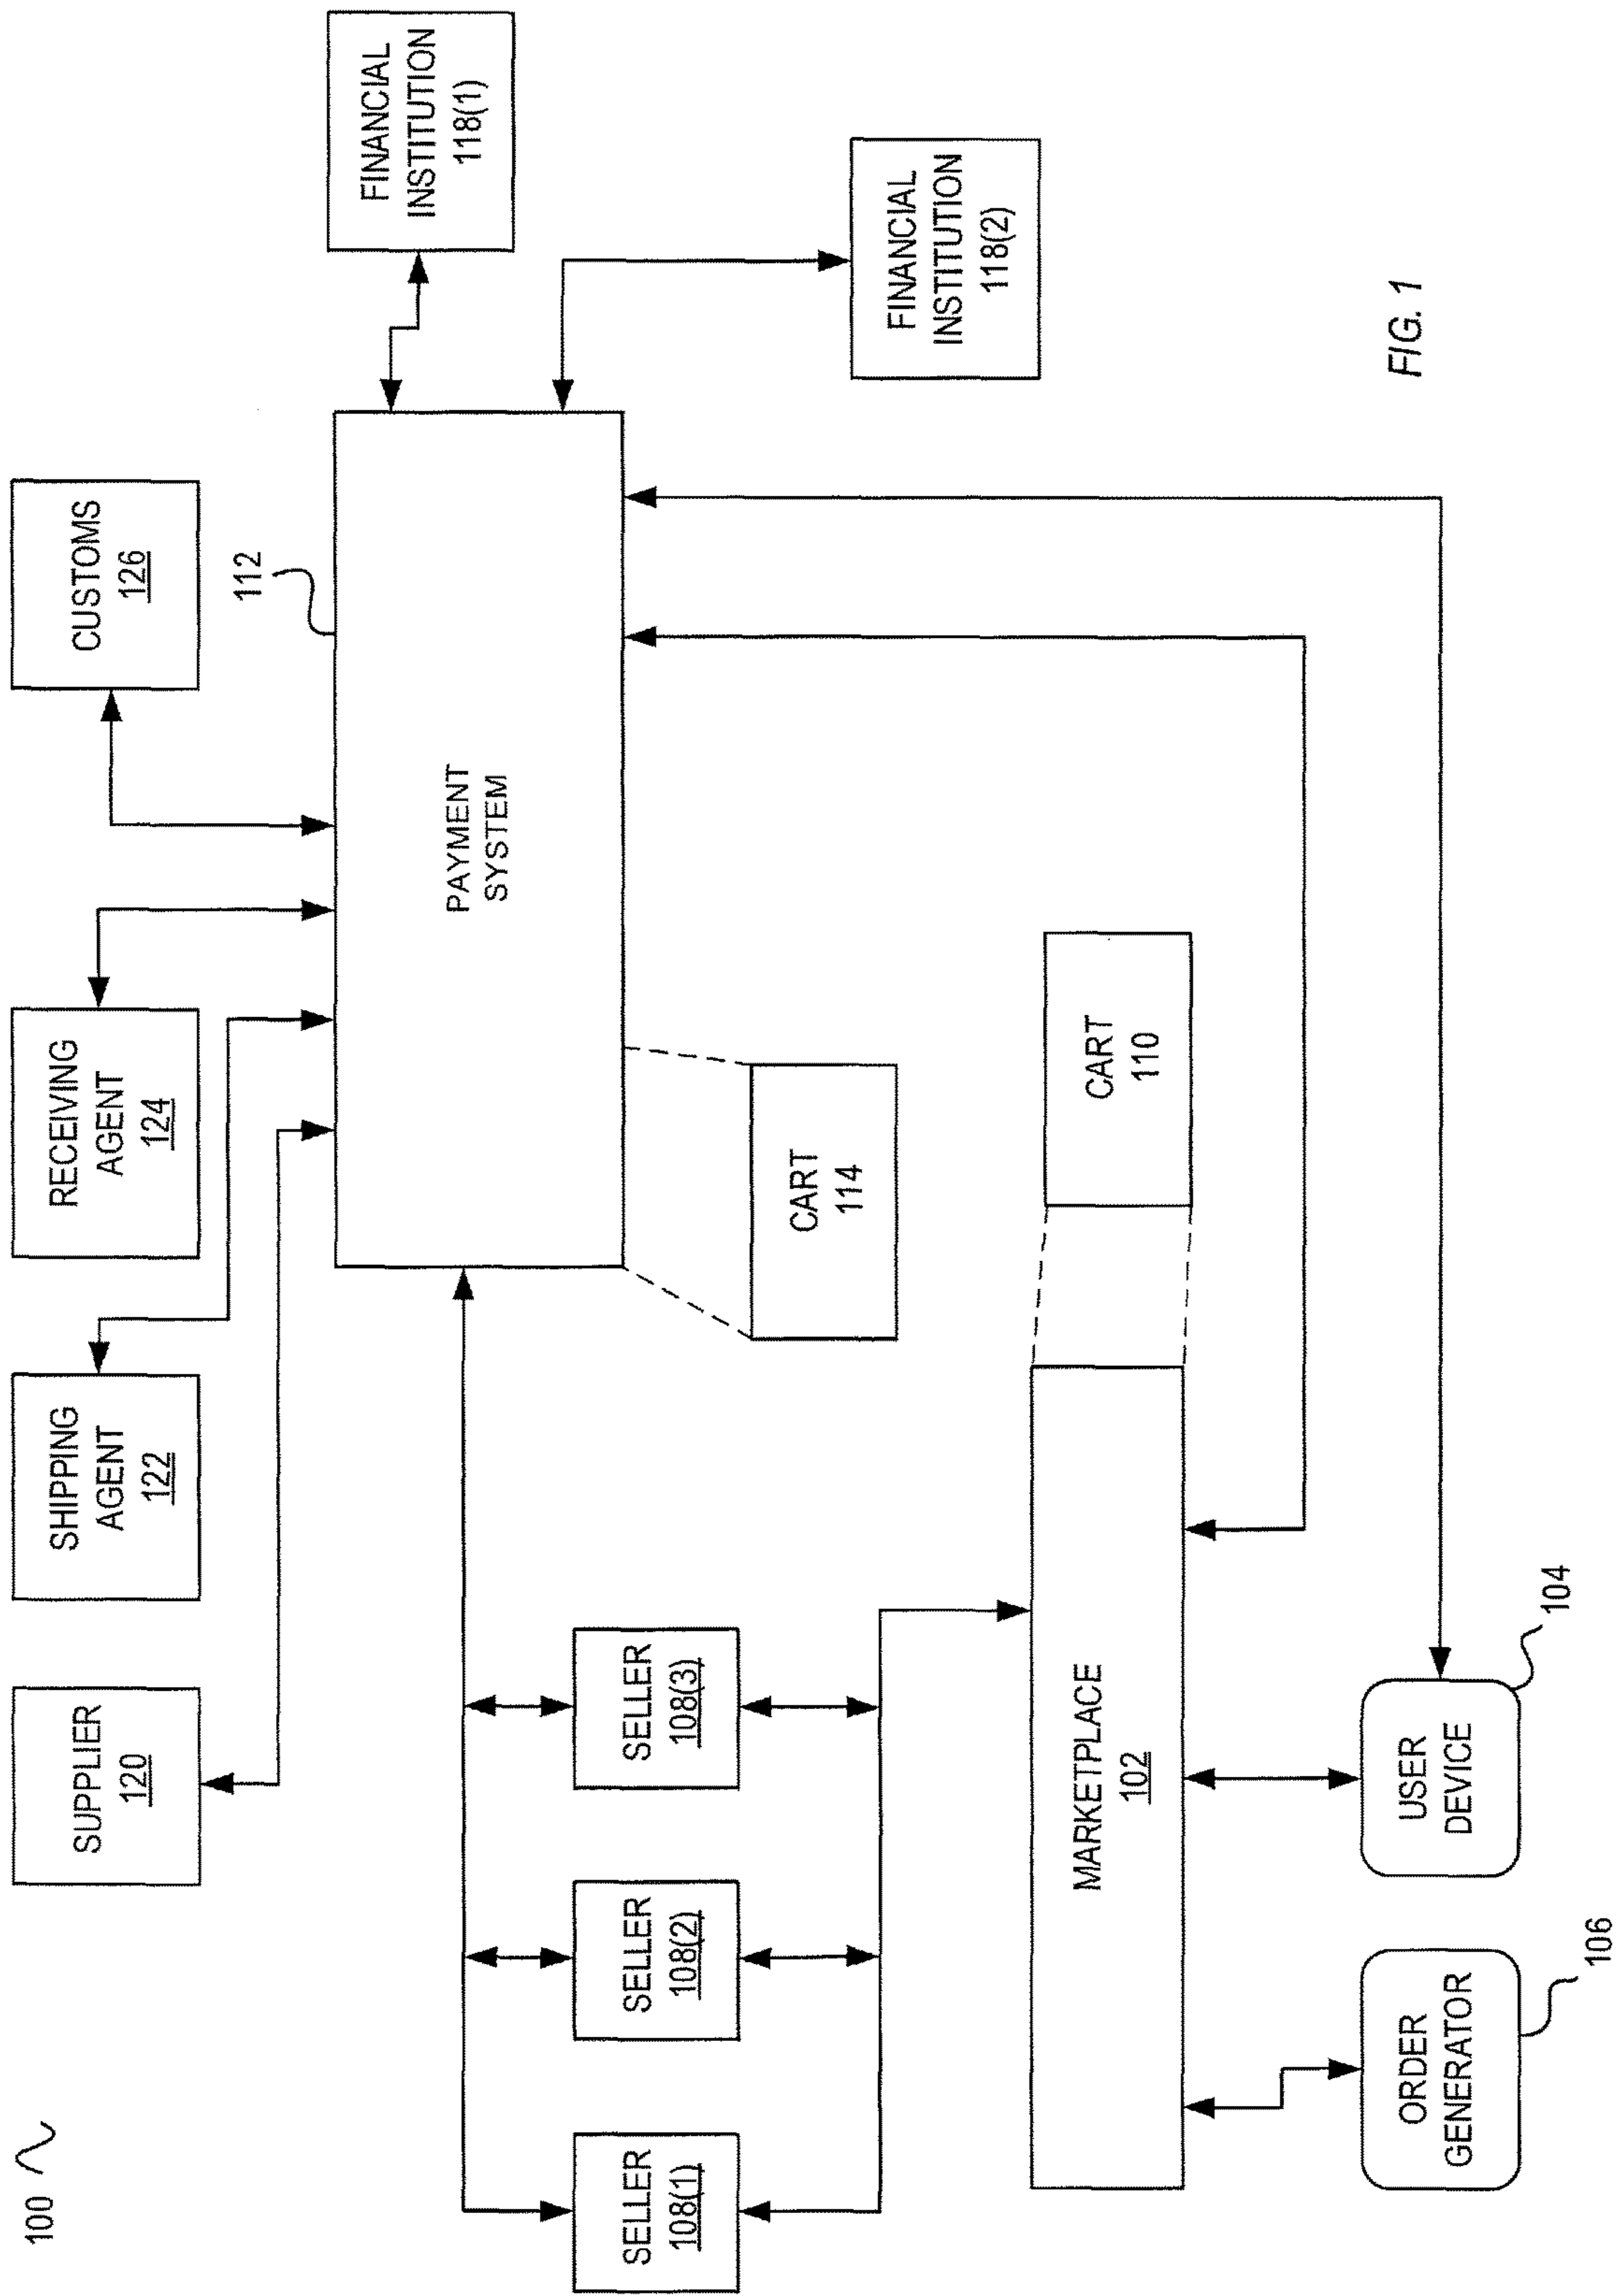 100
SUPPLIER
120
SHIPPING
AGENT
122
RECEIVING
AGENT
124
CUSTOMS
126
112
PAYMENT
SYSTEM
FINANCIAL
INSTITUTION
118(1)
FINANCIAL
INSTITUTION
118(2)
SELLER
108(1)
SELLER
108(2)
SELLER
108(3)
CART
114
CART
110
MARKETPLACE
102
ORDER
GENERATOR
106
USER
DEVICE
104
FIG. 1